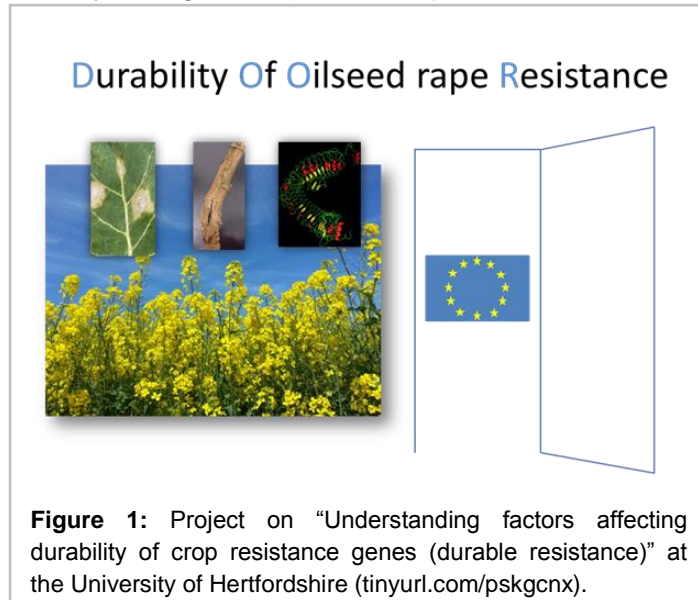 Durability Of Oilseed rape Resistance
Figure 1: Project on “Understanding factors affecting
durability of crop resistance genes (durable resistance)” at
the University of Hertfordshire (tinyurl.com/pskgcnx).